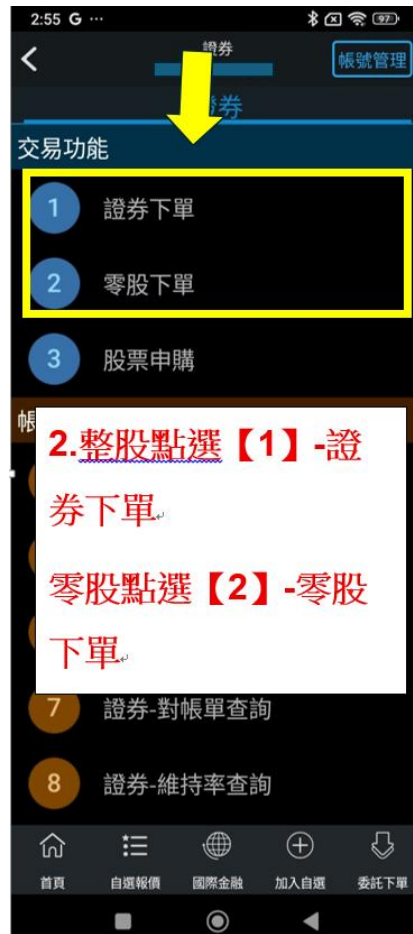 2:55 G ...
97
證券
帳號管理
證券
交易功能
1 證券下單
2 零股下單
3 股票申購
帳
2.整股點選【1】-證
券下單
零股點選【2】-零股
下單
7 證券-對帳單查詢
8 證券-維持率查詢
首頁 自選報價 國際金融 加入自選 委託下單